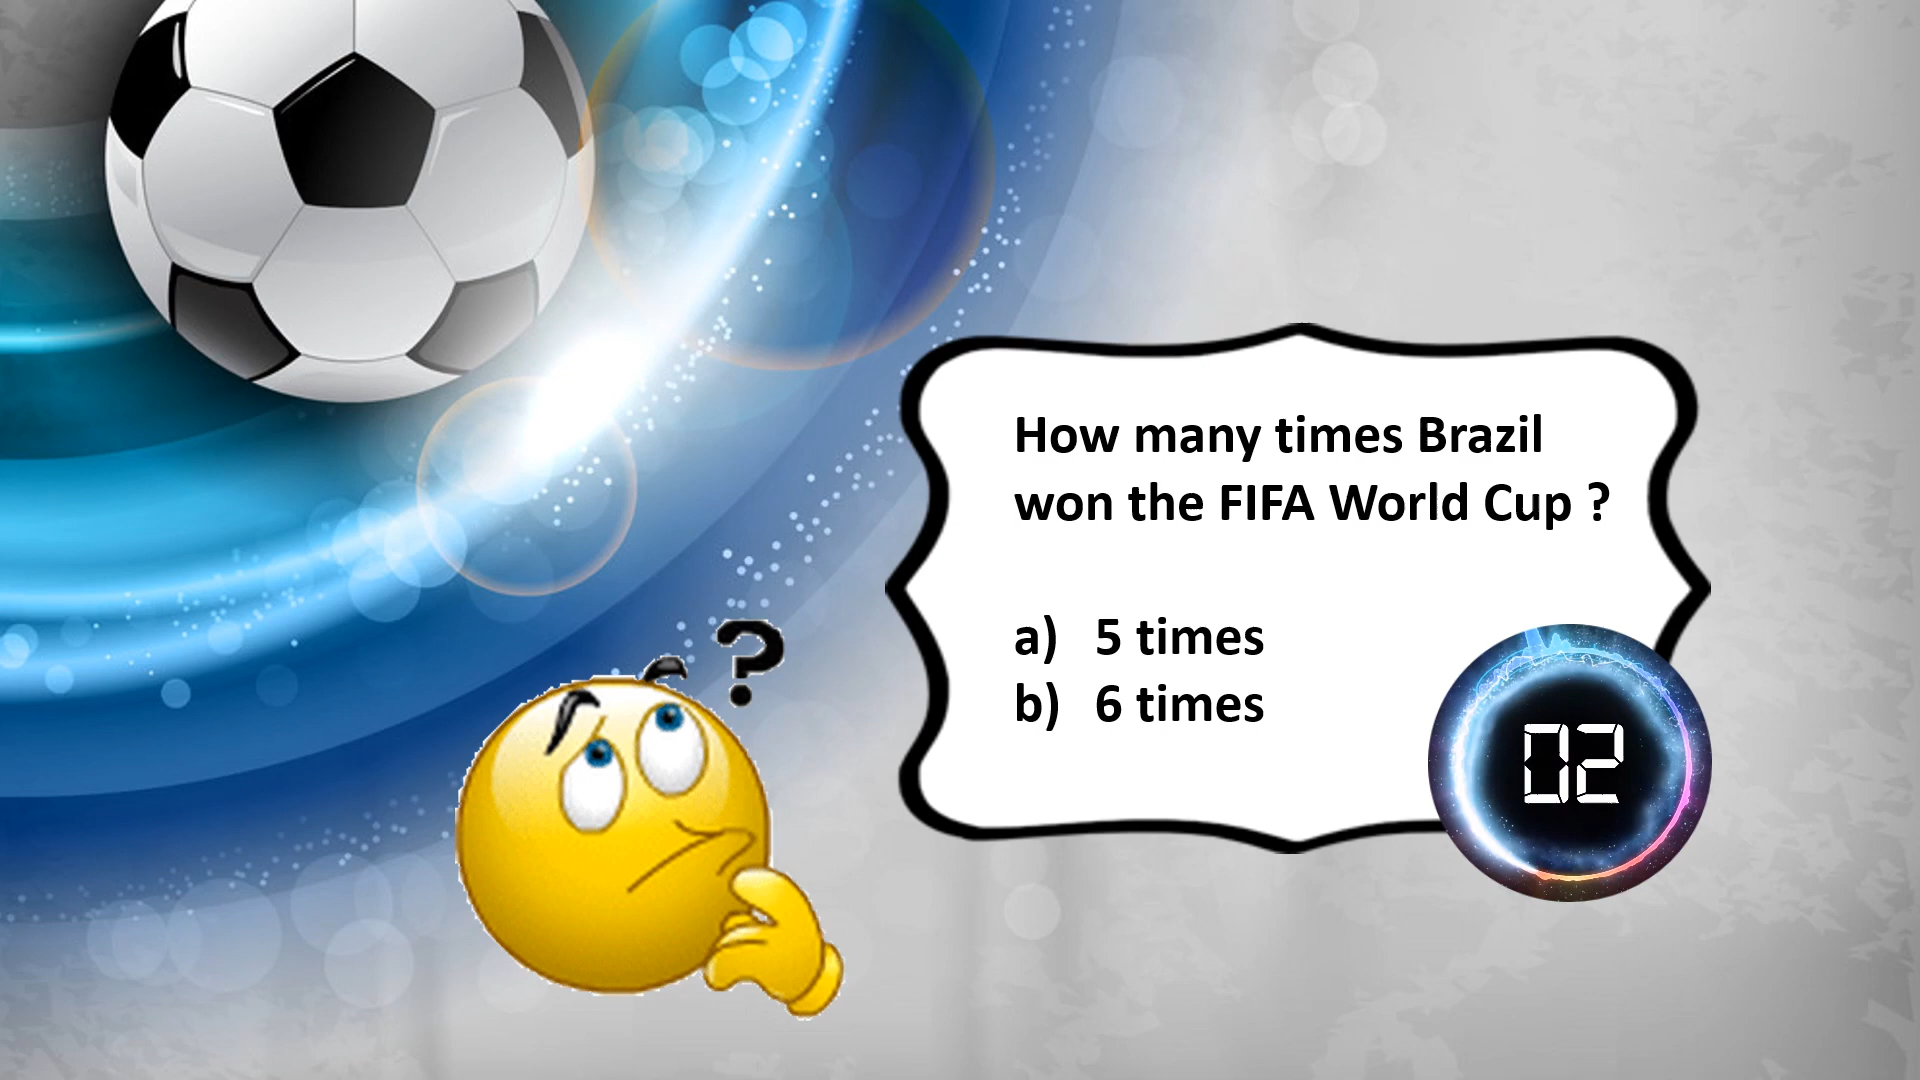 How many times Brazil
won the FIFA World Cup ?
a) 5 times
b) 6 times
02
?